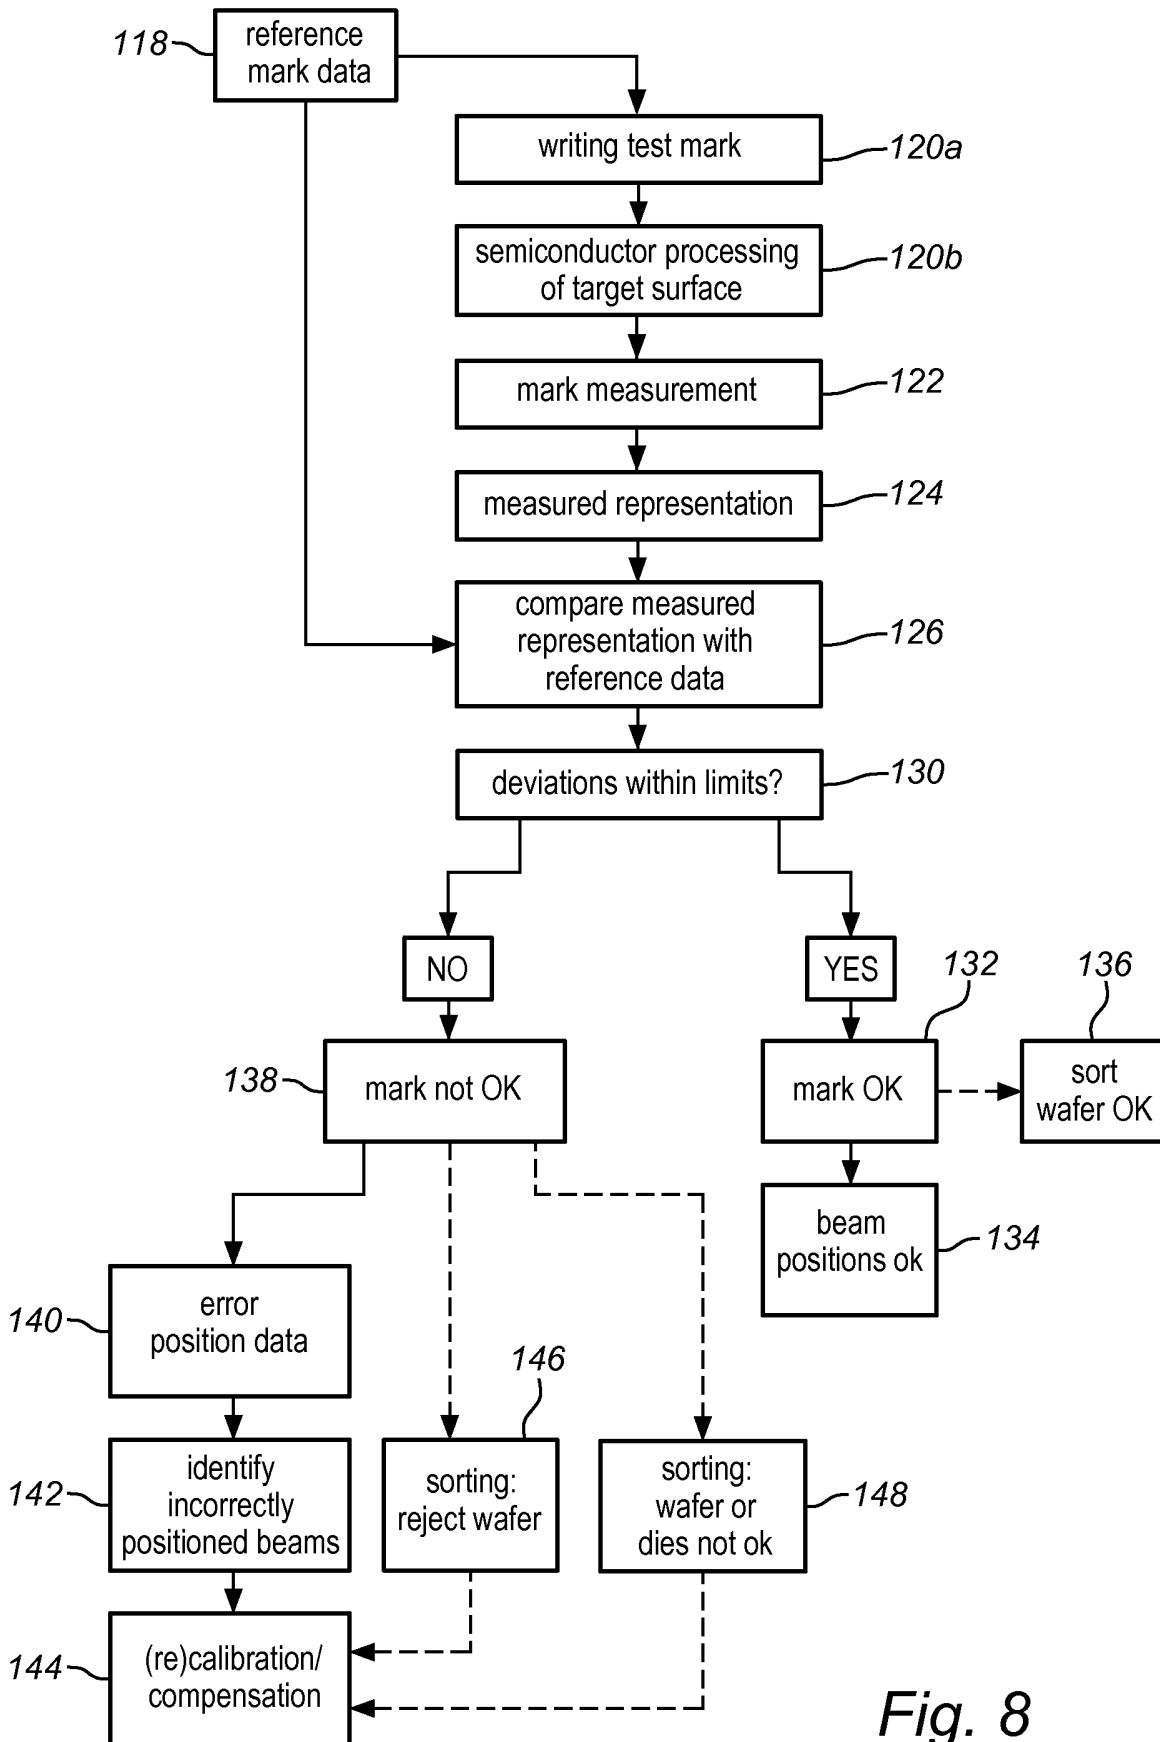 118
reference
mark data
writing test mark
120a
semiconductor processing
of target surface
120b
mark measurement
122
measured representation
124
compare measured
representation with
reference data
126
deviations within limits?
130
NO
YES
132
136
138
mark not OK
mark OK
sort
wafer OK
beam
positions ok
134
140
error
position data
146
142
identify
incorrectly
positioned beams
sorting:
reject wafer
sorting:
wafer or
dies not ok
148
144
(re)calibration/
compensation
Fig. 8